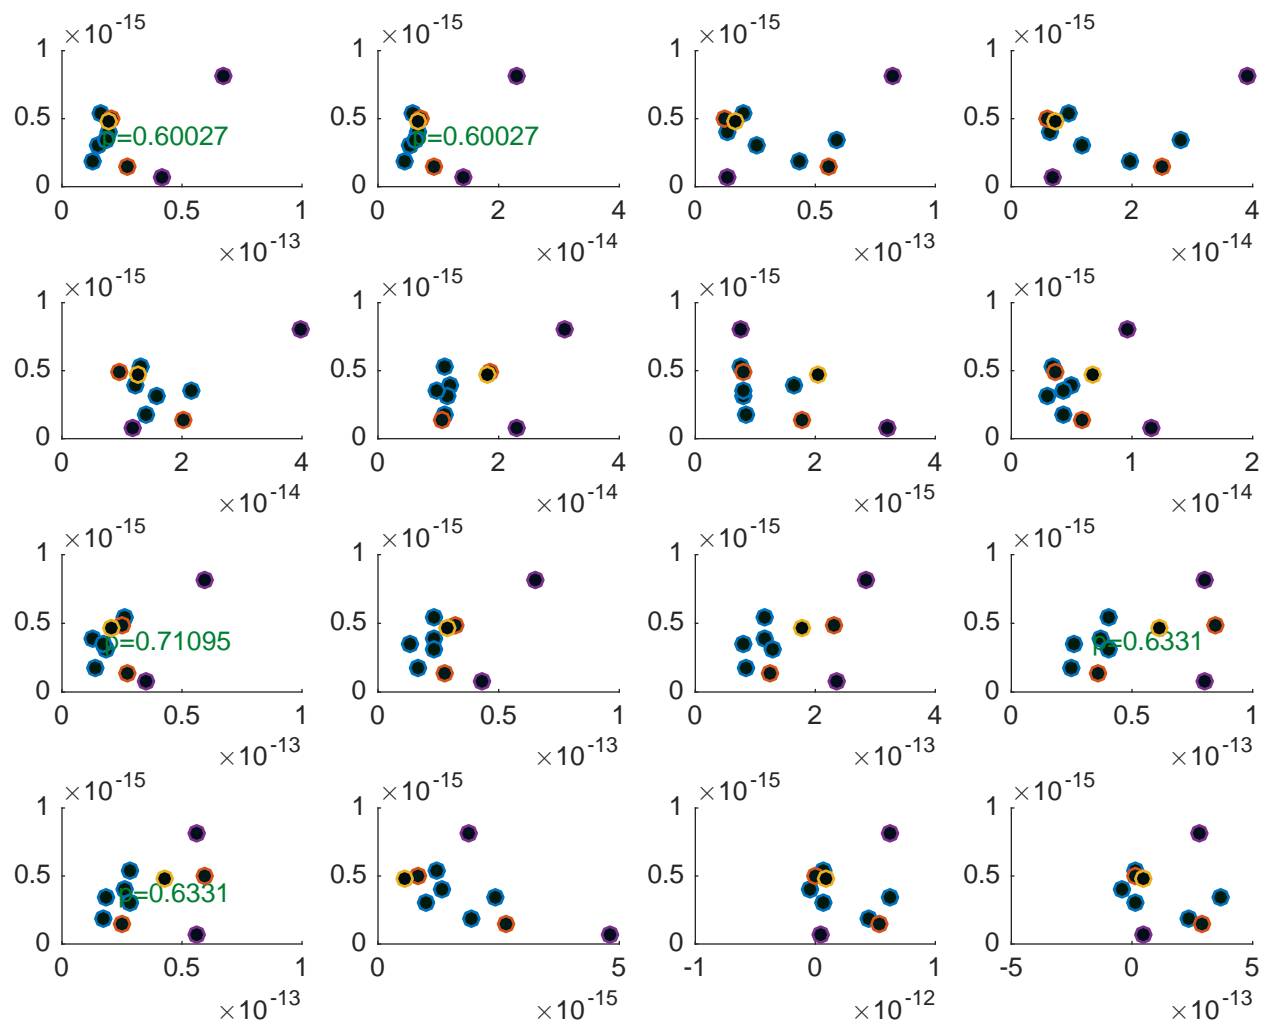 ×10-15 ×10-15 ×10-15 ×10-15
1 1 1 1
0.5 0.5 0.5 0.5
p=0.60027 p=0.60027
0 0 0 0
0 0.5 1 0 2 4 0 0.5 1 0 2 4
×10-13 ×10-14 ×10-13 ×10-14
×10-15 ×10-15 ×10-15 ×10-15
1 1 1 1
0.5 0.5 0.5 0.5
0 0 0 0
0 2 4 0 2 4 0 2 4 0 1 2
×10-14 ×10-14 ×10-15 ×10-14
×10-15 ×10-15 ×10-15 ×10-15
1 1 1 1
0.5 0.5 0.5 0.5
p=0.71095 p=0.6331
0 0 0 0
0 0.5 1 0 0.5 1 0 2 4 0 0.5 1
×10-13 ×10-13 ×10-13 ×10-13
×10-15 ×10-15 ×10-15 ×10-15
1 1 1 1
0.5 0.5 0.5 0.5
p=0.6331
0 0 0 0
0 0.5 1 0 5 -1 0 1 -5 0 5
×10-13 ×10-15 ×10-12 ×10-13